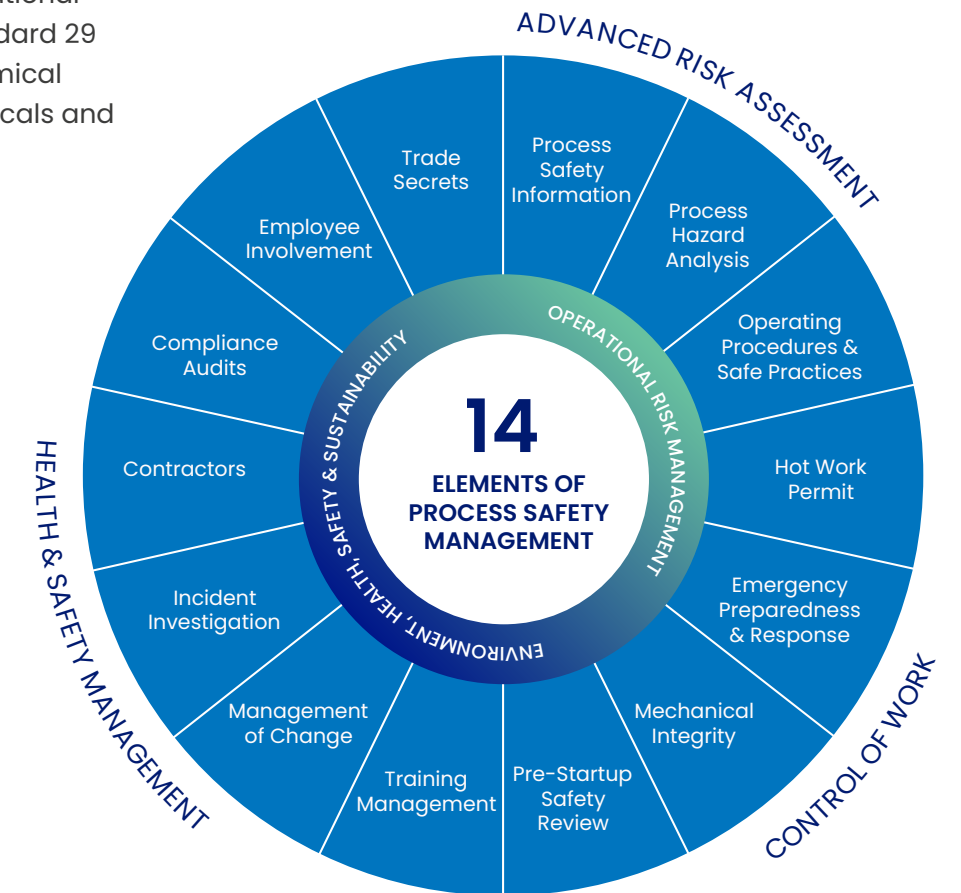 dard 29
mical
cals and
ADVANCED RISK ASSESSMENT
Trade
Secrets
Process
Safety
Information
Process
Hazard
Analysis
Operating
Procedures &
Safe Practices
Hot Work
Permit
Emergency
Preparedness
& Response
Mechanical
Integrity
Pre-Startup
Safety
Review
Training
Management
Management
of Change
Incident
Investigation
Contractors
Compliance
Audits
Employee
Involvement
OPERATIONAL RISK MANAGEMENT
ENVIRONMENT, HEALTH, SAFETY & SUSTAINABILITY
14
ELEMENTS OF
PROCESS SAFETY
MANAGEMENT
HEALTH & SAFETY MANAGEMENT
CONTROL OF WORK